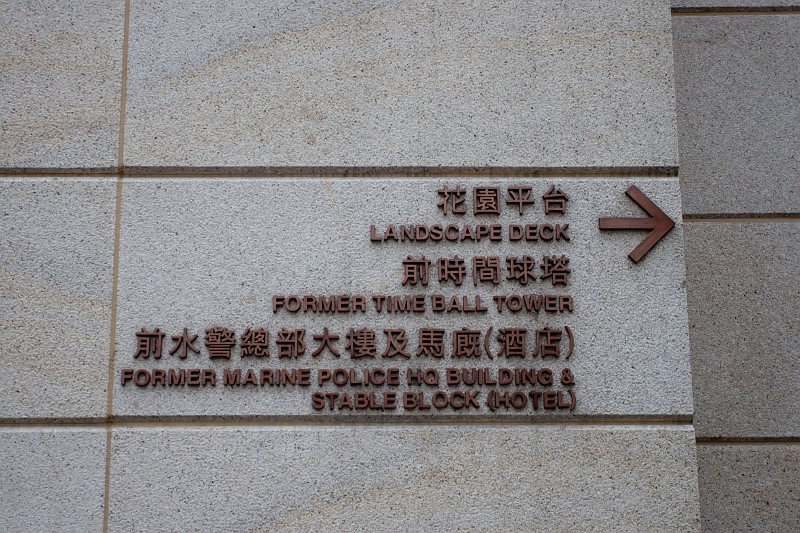 花園平台
LANDSCAPE DECK
前時間球塔
FORMER TIME BALL TOWER
前水警總部大樓及馬廐(酒店)
FORMER MARINE POLICE HQ BUILDING &
STABLE BLOCK (HOTEL)